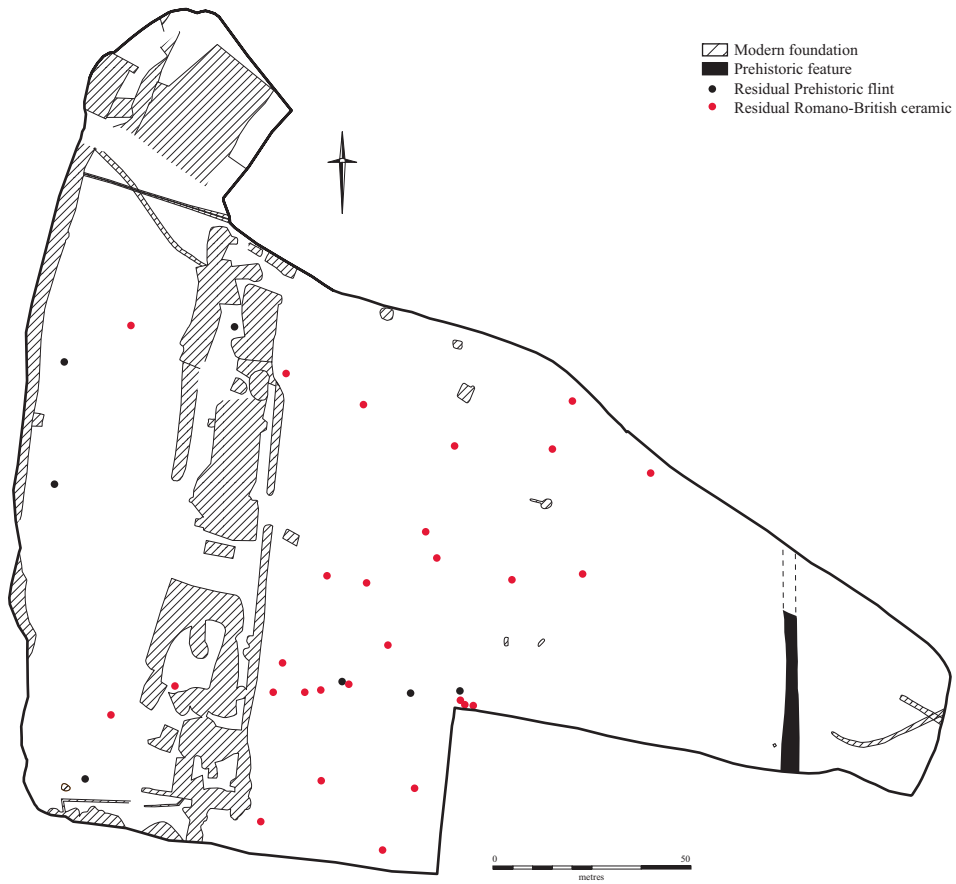 Modern foundation
Prehistoric feature
Residual Prehistoric flint
Residual Romano-British ceramic
0 50
metres